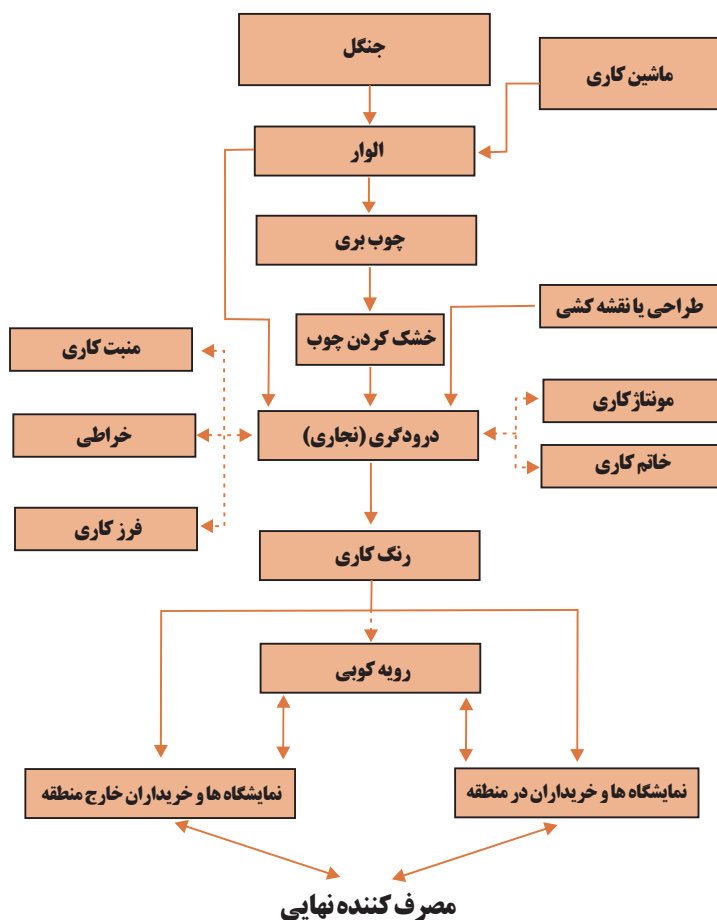 جنگل
ماشین کاری
الوار
چوب بری
طراحی یا نقشه کشی
خشک کردن چوب
منبت کاری
مونتاژکاری
درودگری (نجاری)
خراطی
خاتم کاری
فرز کاری
رنگ کاری
رویه کوبی
نمایشگاه ها و خریداران در منطقه
نمایشگاه ها و خریداران خارج منطقه
مصرف کننده نهایی